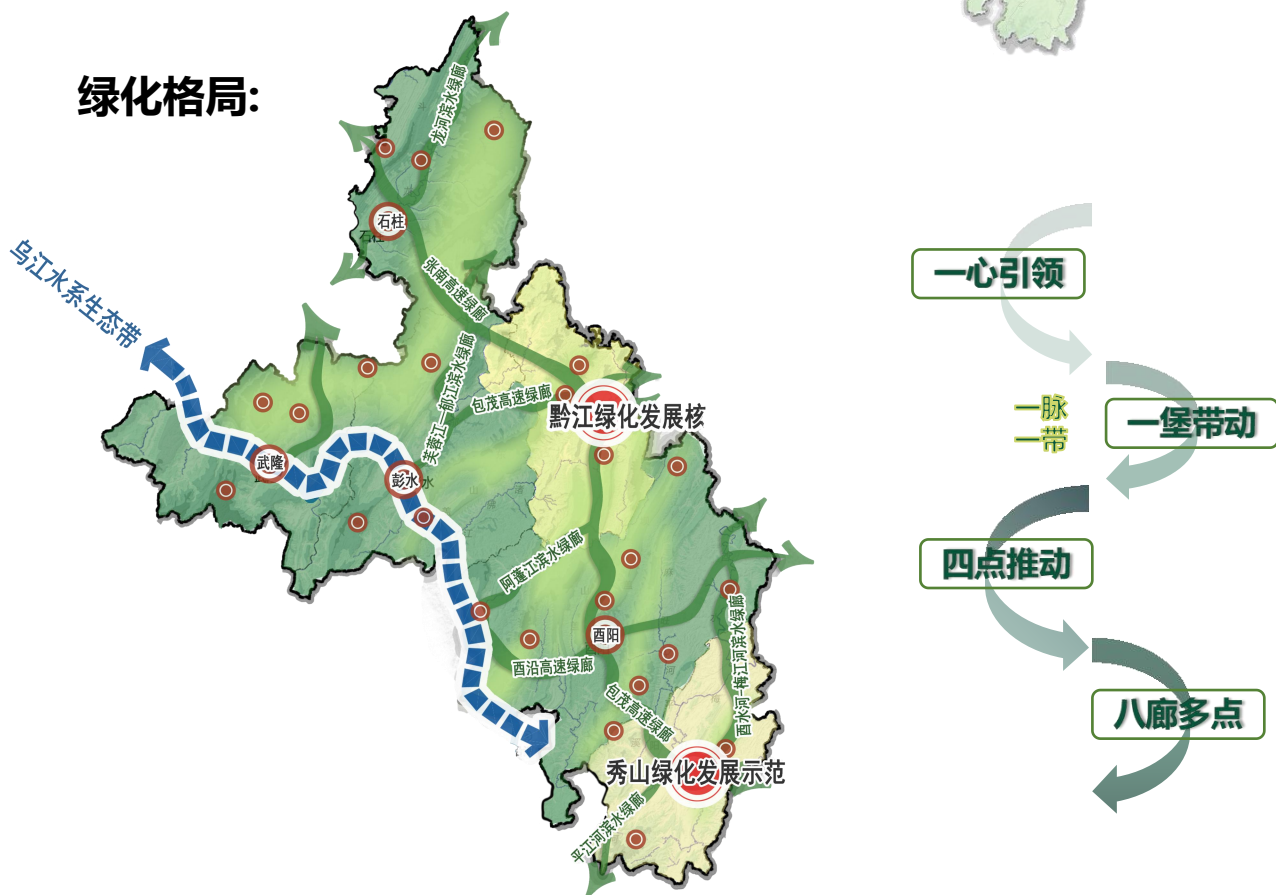 绿化格局:
龙河滨水绿廊
石柱
石柱
乌江水系生态带
张南高速绿廊
芙蓉江—郁江滨水绿廊
包茂高速绿廊
黔江绿化发展核
武隆
彭水
水
阿蓬江滨水绿廊
酉阳
酉沿高速绿廊
包茂高速绿廊
酉水河—梅江河滨水绿廊
秀山绿化发展示范
平江河滨水绿廊
一心引领
一脉
一带
一堡带动
四点推动
八廊多点